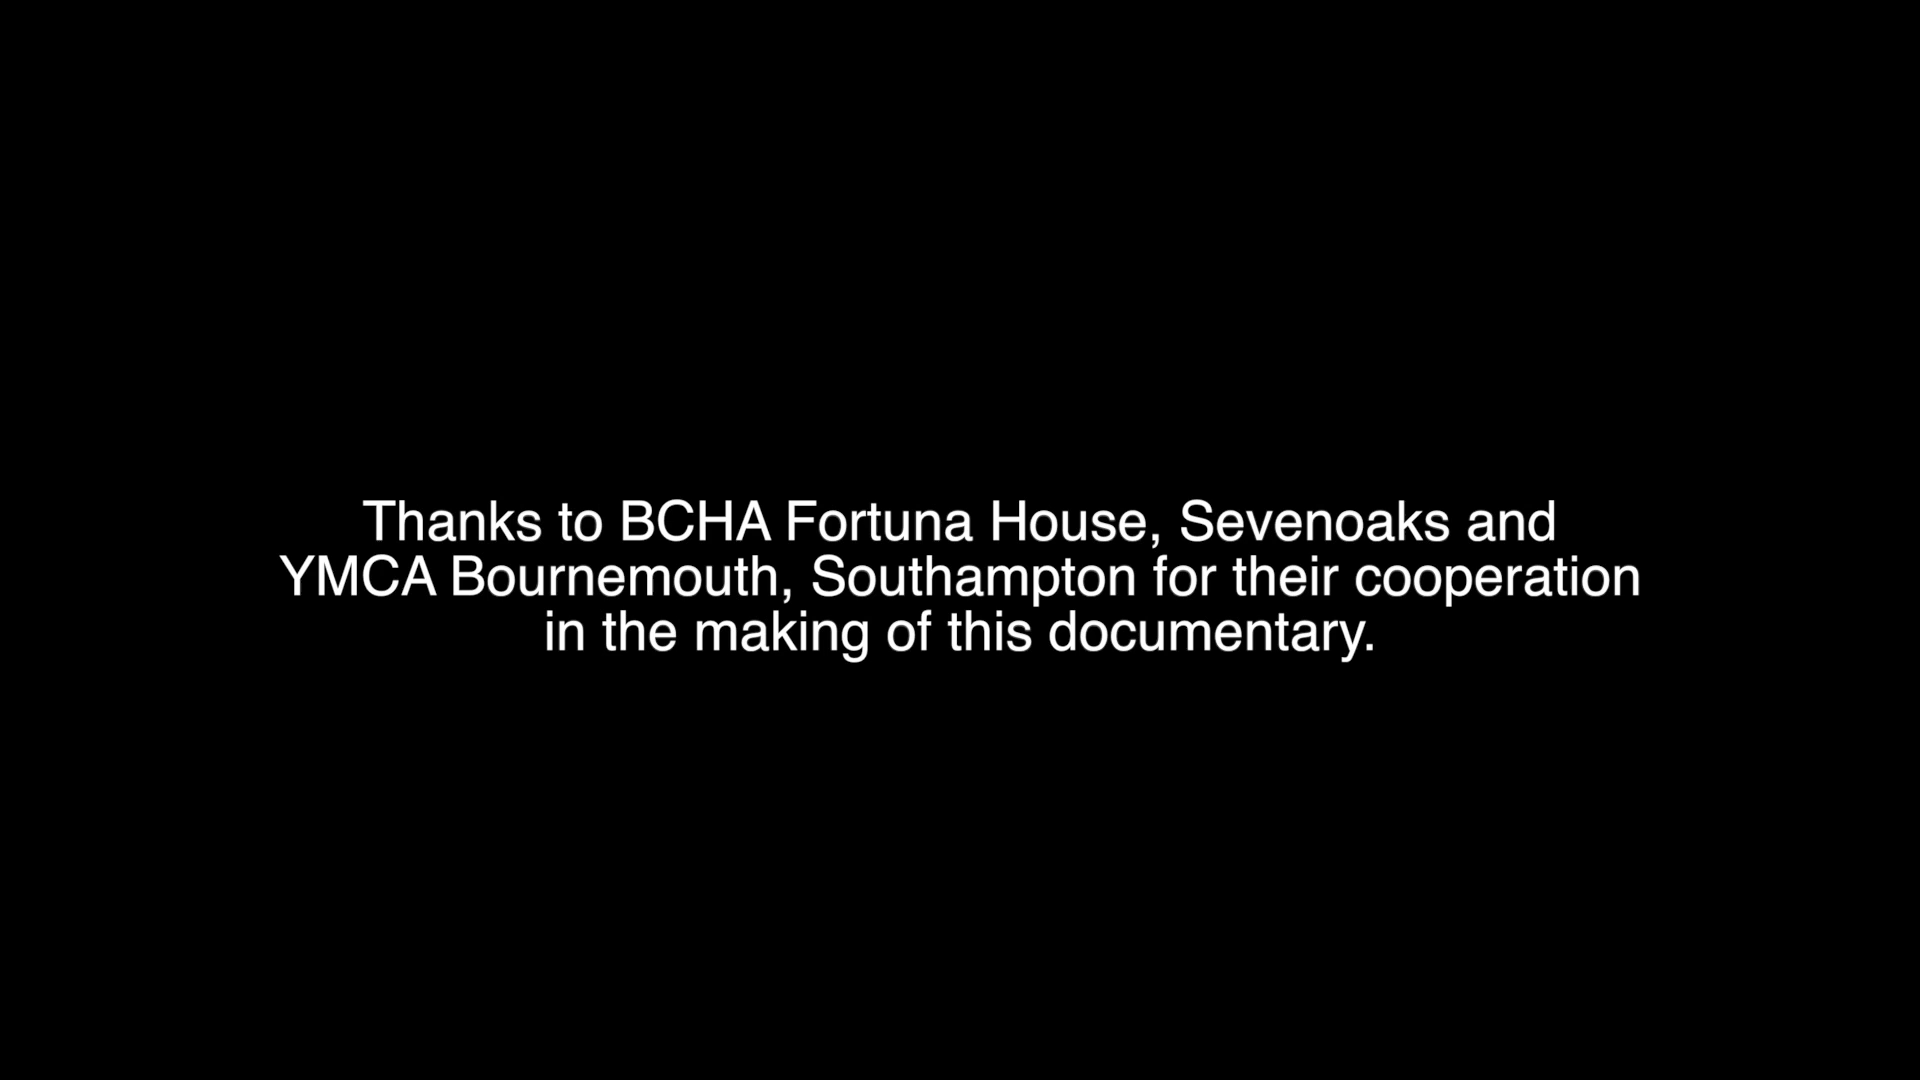 Thanks to BCHA Fortuna House, Sevenoaks and
YMCA Bournemouth, Southampton for their cooperation
in the making of this documentary.